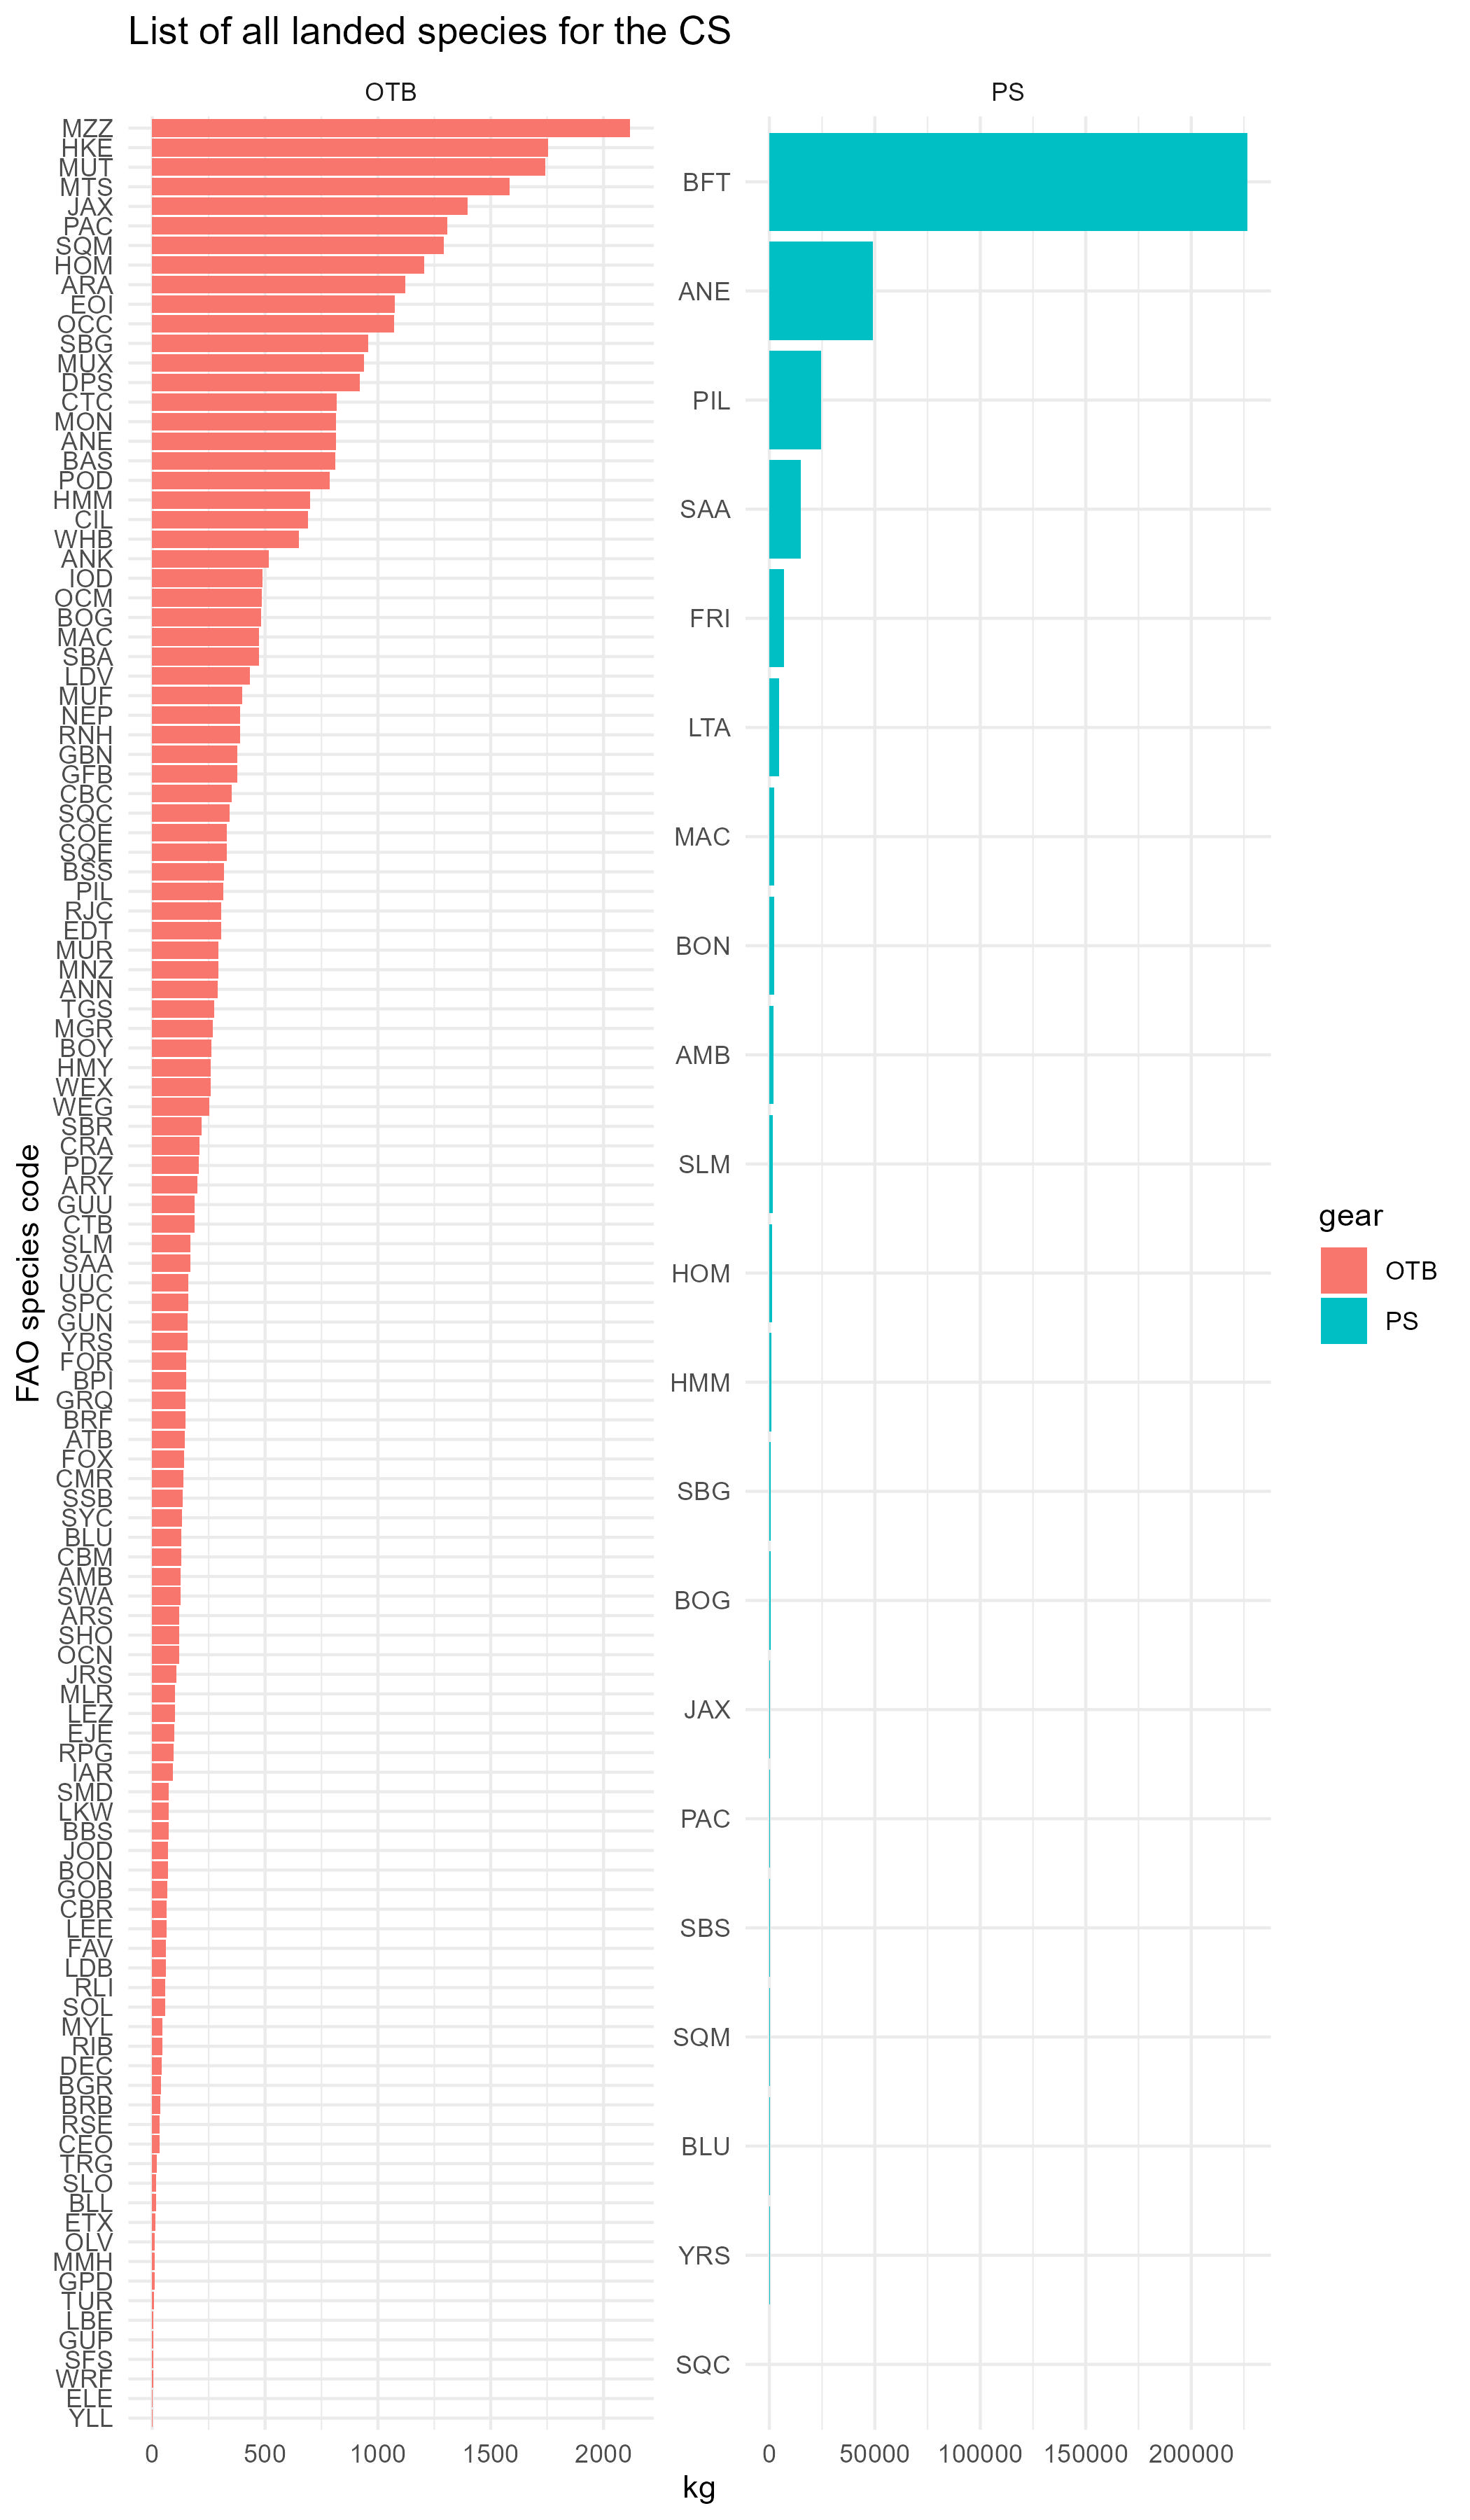 List of all landed species for the CS
OTB
PS
FAO species code
MZZ
HKE
MUT
MTS
JAX
PAC
SQM
HOM
ARA
EOI
OCC
SBG
MUX
DPS
CTC
MON
ANE
BAS
POD
HMM
CIL
WHB
ANK
IOD
OCM
BOG
MAC
SBA
LDV
MUF
NEP
RNH
GBN
GFB
CBC
SQC
COE
SQE
BSS
PIL
RJC
EDT
MUR
MNZ
ANN
TGS
MGR
BOY
HMY
WEX
WEG
SBR
CRA
PDZ
ARY
GUU
CTB
SLM
SAA
UUC
SPC
GUN
YRS
FOR
BPI
GRQ
BRF
ATB
FOX
CMR
SSB
SYC
BLU
CBM
AMB
SWA
ARS
SHO
OCN
JRS
MLR
LEZ
EJE
RPG
IAR
SMD
LKW
BBS
JOD
BON
GOB
CBR
LEE
FAV
LDB
RLI
SOL
MYL
RIB
DEC
BGR
BRB
RSE
CEO
TRG
SLO
BLL
ETX
OLV
MMH
GPD
TUR
LBE
GUP
SFS
WRF
ELE
YLL
0 500 1000 1500 2000
BFT
ANE
PIL
SAA
FRI
LTA
MAC
BON
AMB
SLM
HOM
HMM
SBG
BOG
JAX
PAC
SBS
SQM
BLU
YRS
SQC
0 50000 100000 150000 200000
kg
gear
OTB
PS